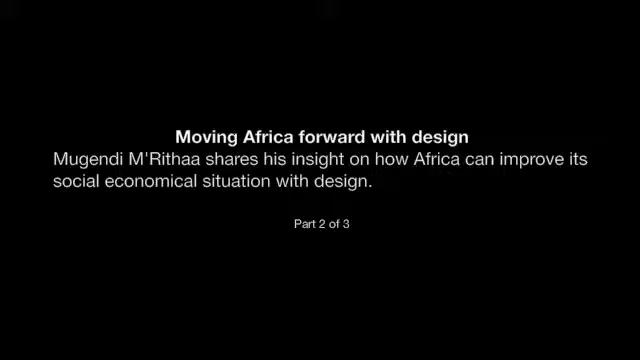 Moving Africa forward with design
Mugendi M'Rithaa shares his insight on how Africa can improve its
social economical situation with design.
Part 2 of 3